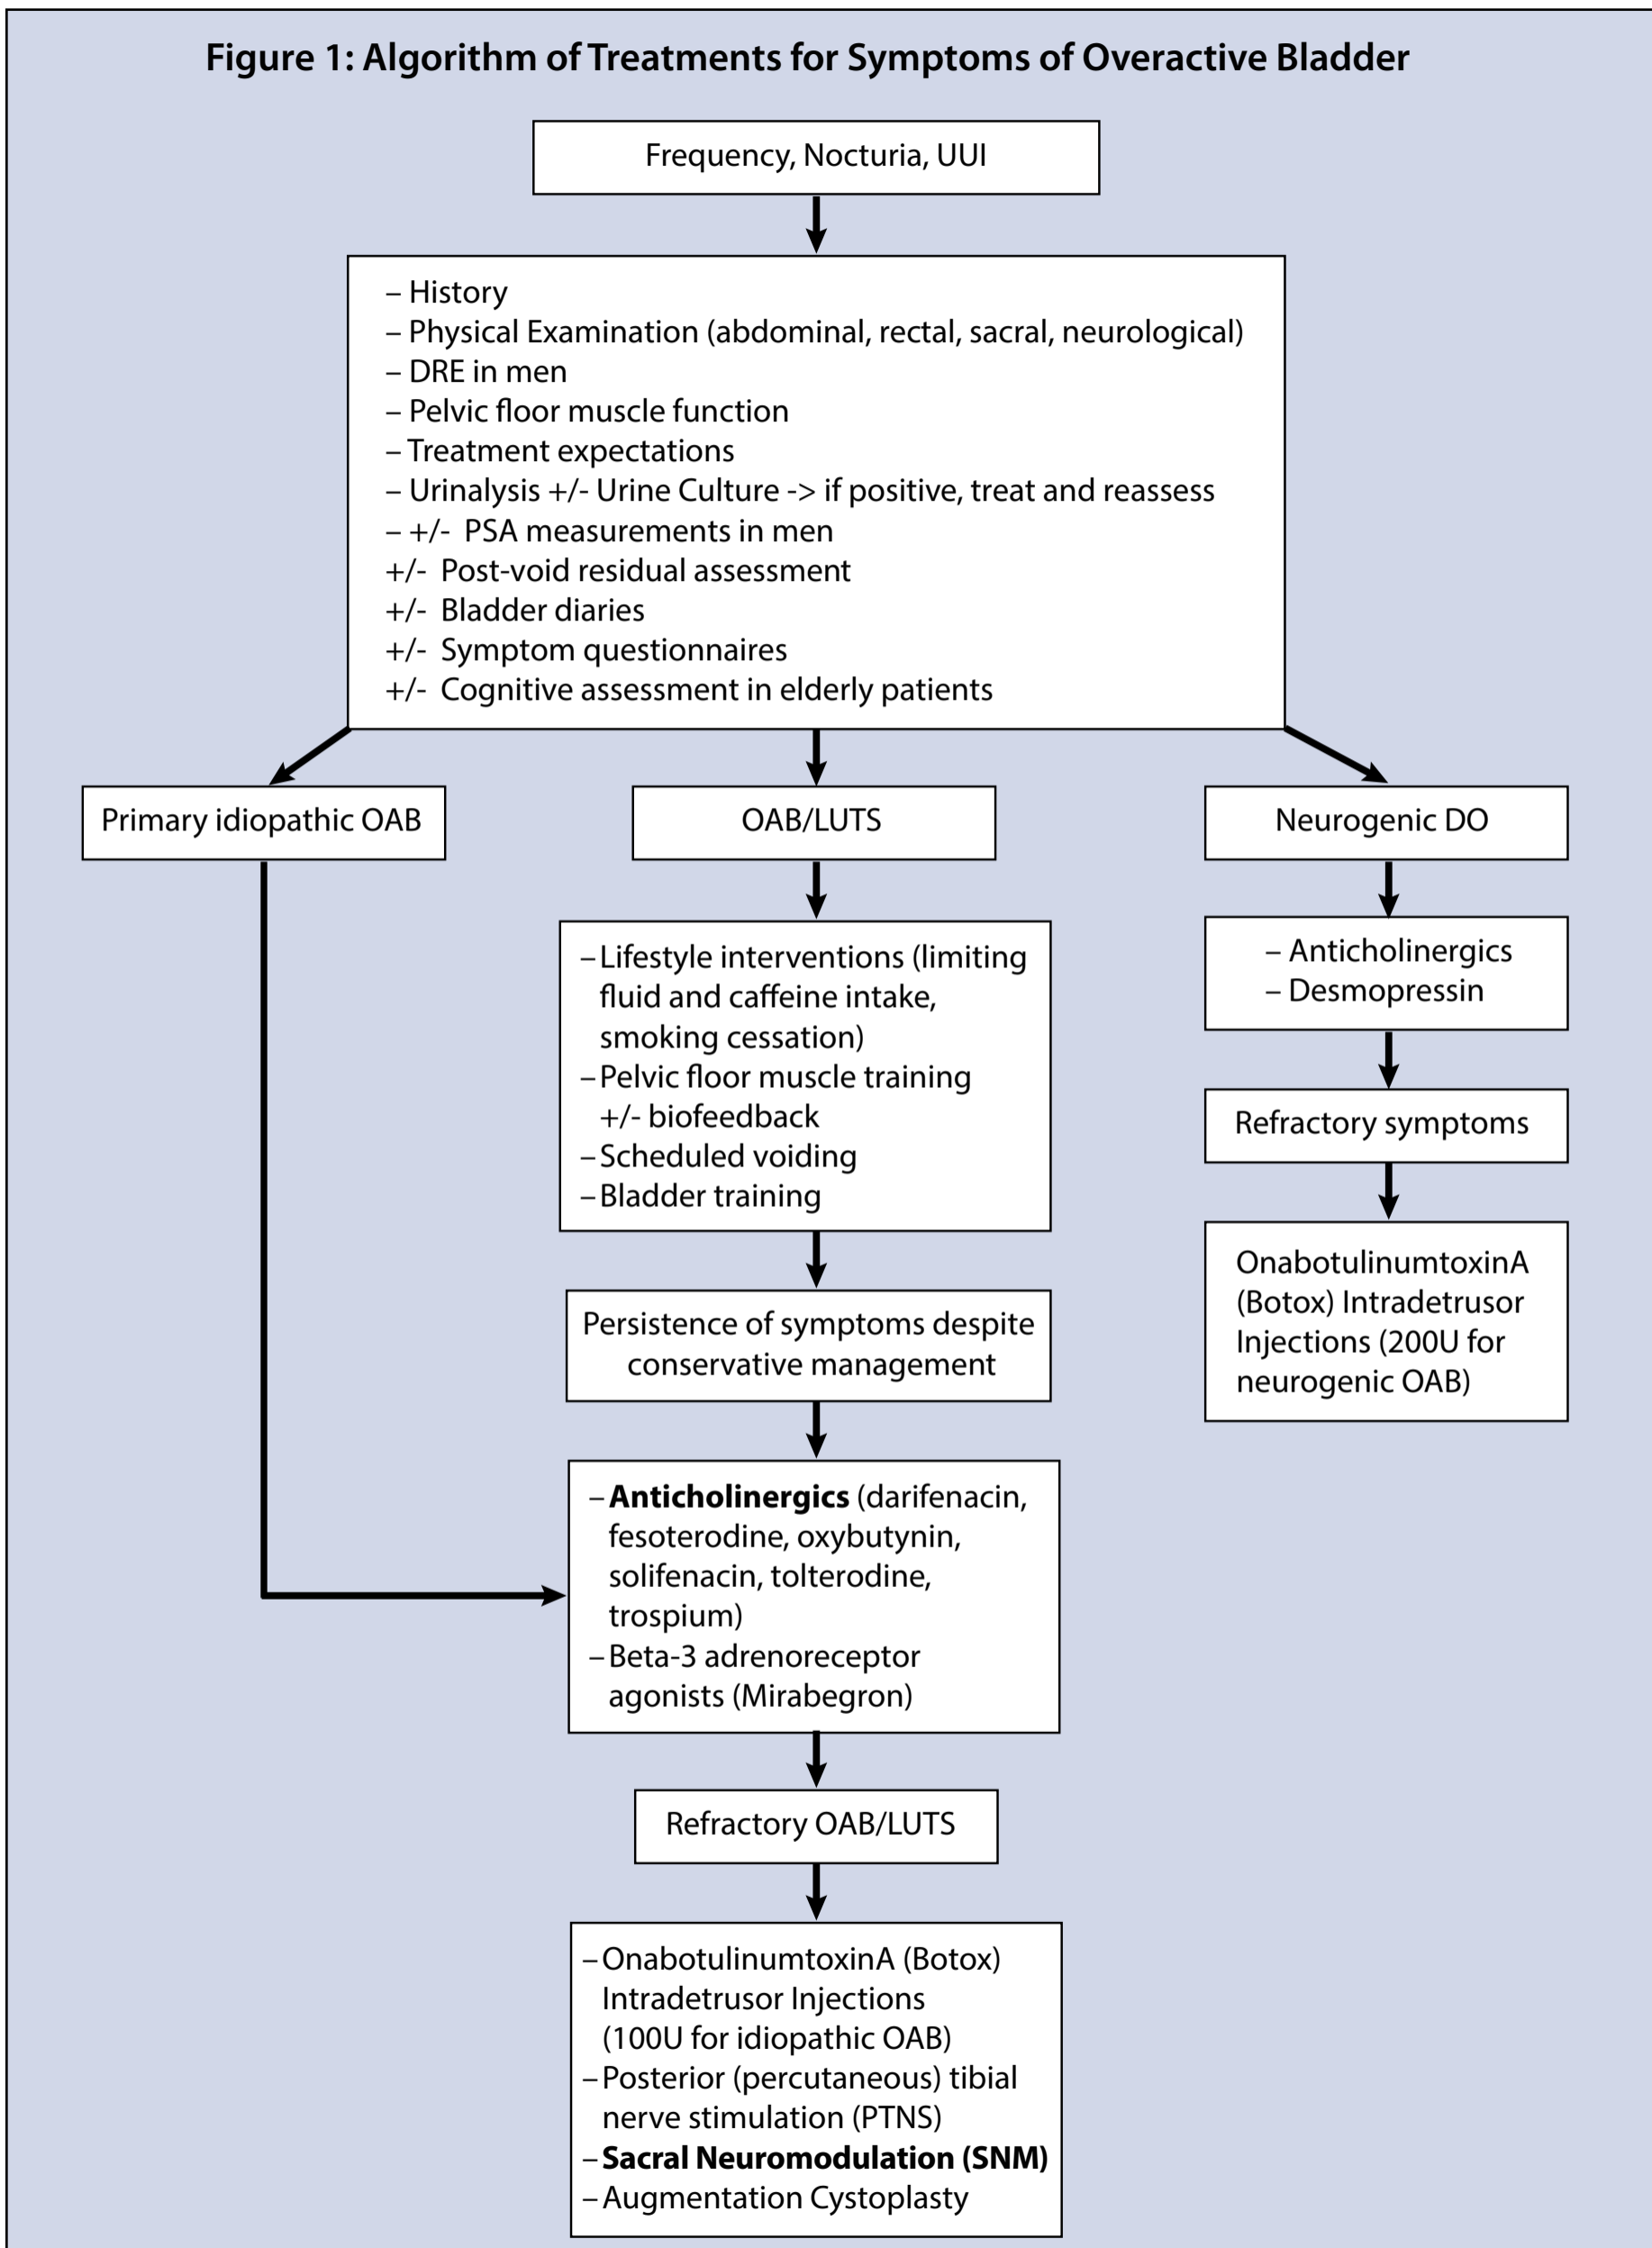 Figure 1: Algorithm of Treatments for Symptoms of Overactive Bladder
Frequency, Nocturia, UUI
– History
– Physical Examination (abdominal, rectal, sacral, neurological)
– DRE in men
– Pelvic floor muscle function
– Treatment expectations
– Urinalysis +/- Urine Culture -> if positive, treat and reassess
– +/- PSA measurements in men
+/- Post-void residual assessment
+/- Bladder diaries
+/- Symptom questionnaires
+/- Cognitive assessment in elderly patients
Primary idiopathic OAB
OAB/LUTS
– Lifestyle interventions (limiting
fluid and caffeine intake,
smoking cessation)
– Pelvic floor muscle training
+/- biofeedback
– Scheduled voiding
– Bladder training
Persistence of symptoms despite
conservative management
– Anticholinergics (darifenacin,
fesoterodine, oxybutynin,
solifenacin, tolterodine,
trospium)
– Beta-3 adrenoreceptor
agonists (Mirabegron)
Refractory OAB/LUTS
– OnabotulinumtoxinA (Botox)
Intradetrusor Injections
(100U for idiopathic OAB)
– Posterior (percutaneous) tibial
nerve stimulation (PTNS)
– Sacral Neuromodulation (SNM)
– Augmentation Cystoplasty
Neurogenic DO
– Anticholinergics
– Desmopressin
Refractory symptoms
OnabotulinumtoxinA
(Botox) Intradetrusor
Injections (200U for
neurogenic OAB)